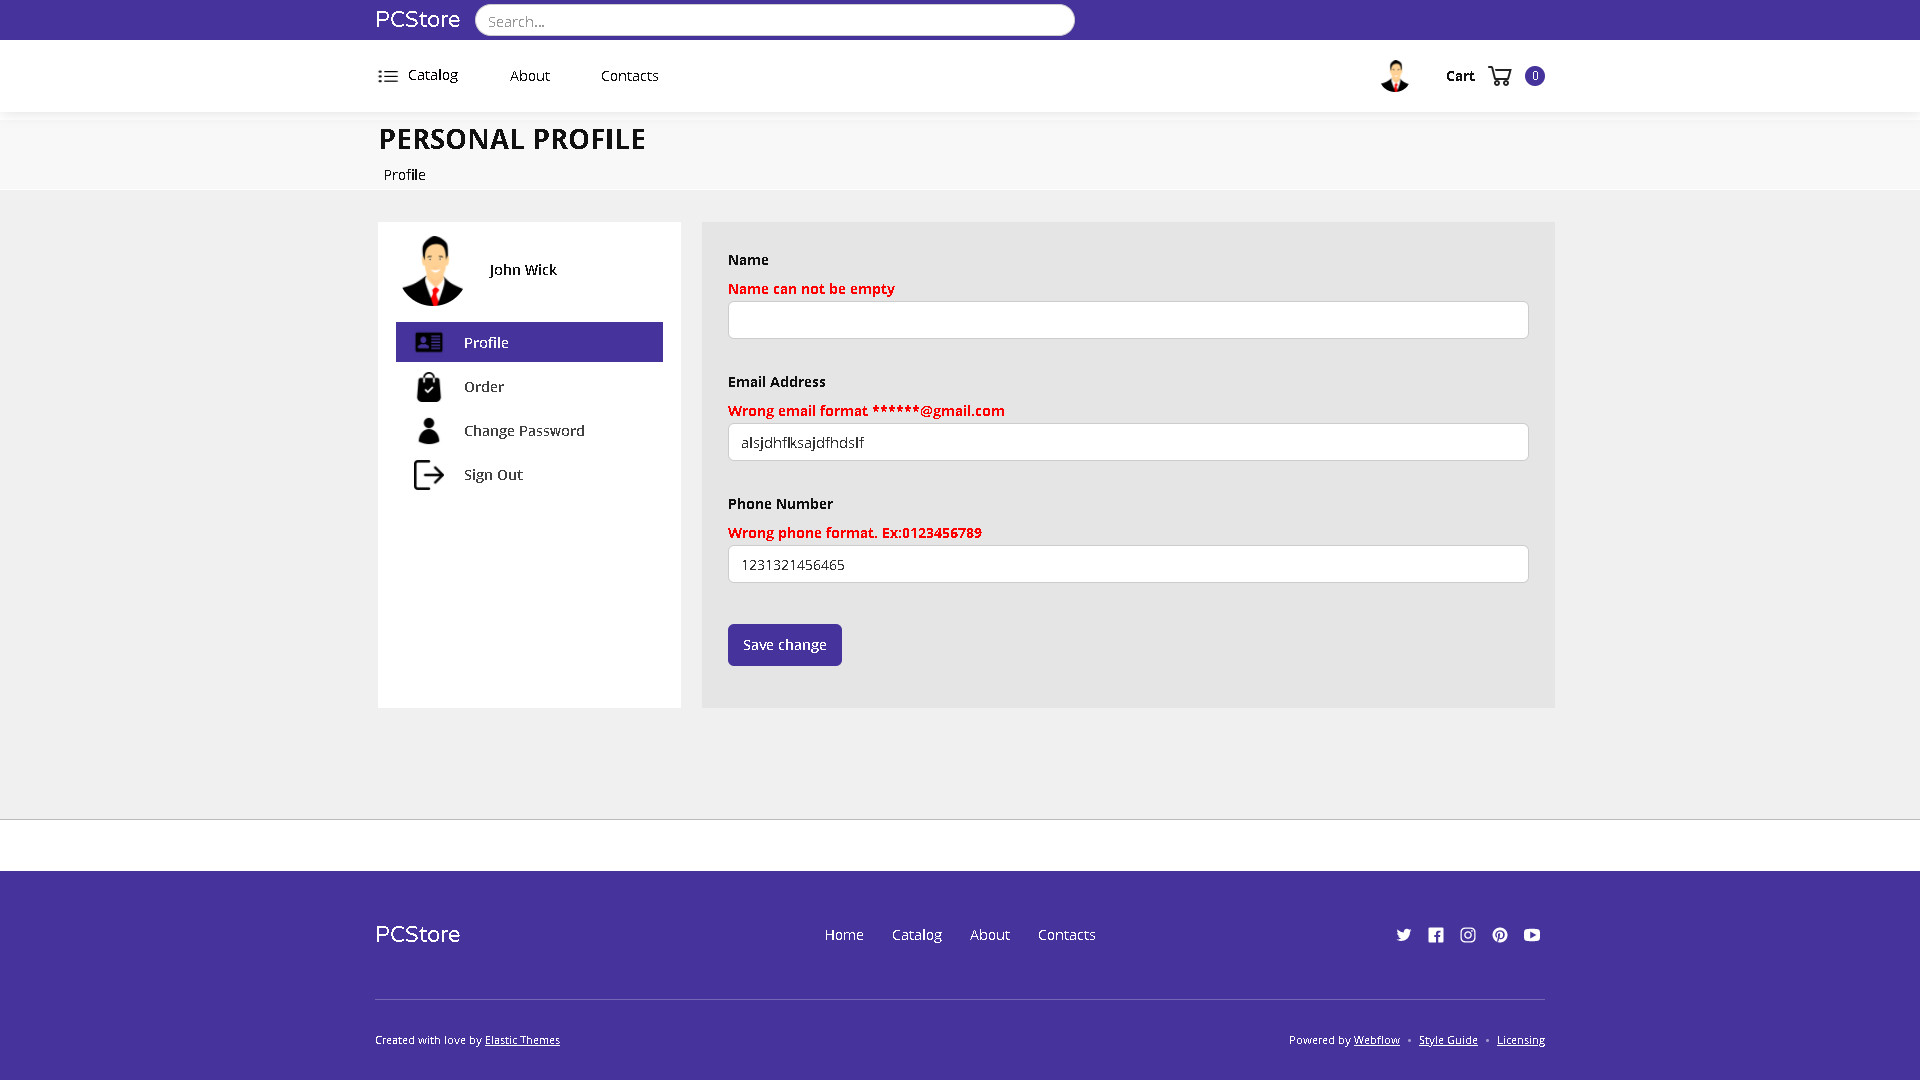 PCStore
Search...
Catalog
About
Contacts
Cart
0
PERSONAL PROFILE
Profile
John Wick
Profile
Order
Change Password
Sign Out
Name
Name can not be empty
Email Address
Wrong email format ******@gmail.com
alsjdhflksajdfhdslf
Phone Number
Wrong phone format. Ex:0123456789
1231321456465
Save change
PCStore
Home
Catalog
About
Contacts
Created with love by Elastic Themes
Powered by Webflow • Style Guide • Licensing